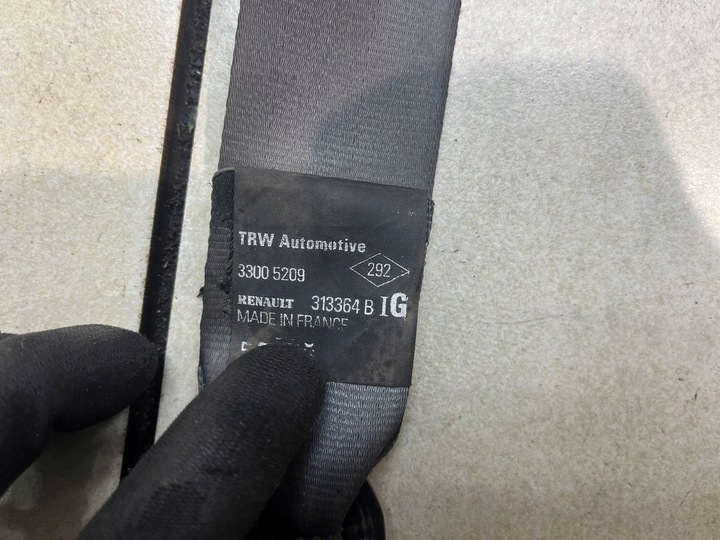 TRW Automotive
3300 5209 292
RENAULT 313364 B IG
MADE IN FRANCE